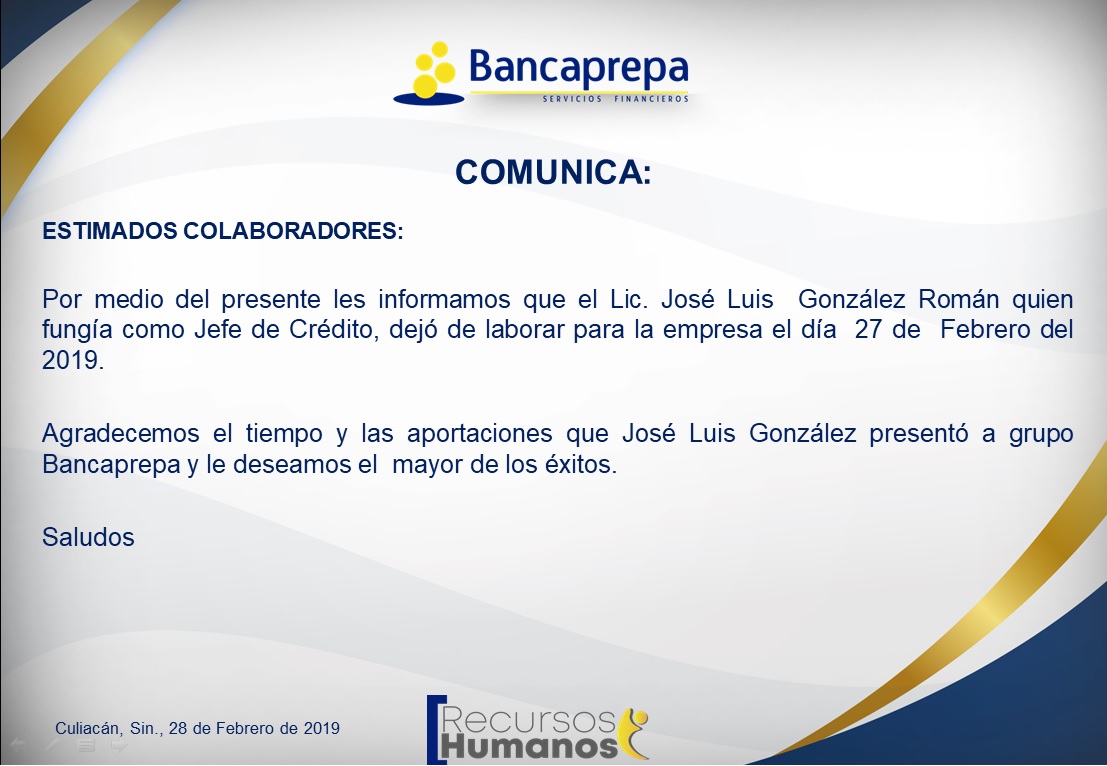 Bancaprepa
SERVICIOS FINANCIEROS
COMUNICA:
ESTIMADOS COLABORADORES:
Por medio del presente les informamos que el Lic. José Luis González Román quien
fungía como Jefe de Crédito, dejó de laborar para la empresa el día 27 de Febrero del
2019.
Agradecemos el tiempo y las aportaciones que José Luis González presentó a grupo
Bancaprepa y le deseamos el mayor de los éxitos.
Saludos
Culiacán, Sin., 28 de Febrero de 2019
Recursos
Humanos